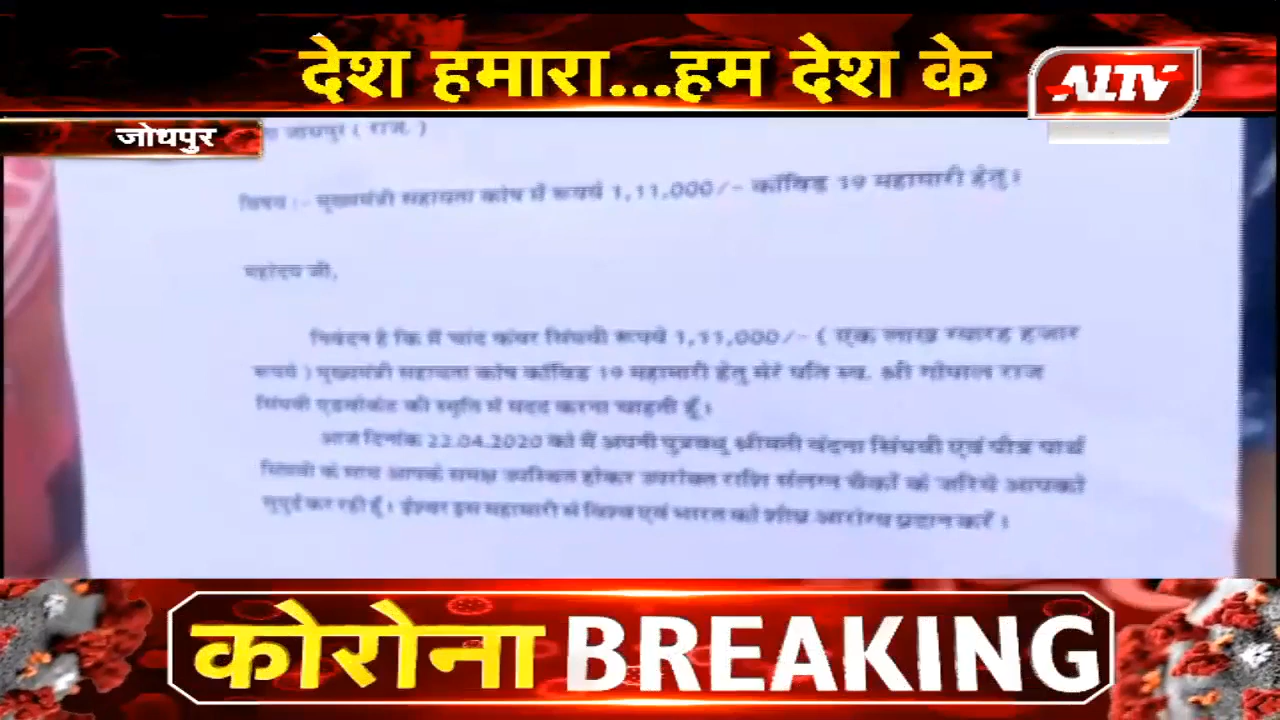 देश हमारा...हम देश के
ALTV
जोधपुर
जोधपुर ( राज. )
विषय :- मुख्यमंत्री सहायता कोष में रूपये 1,11,000/- कोविड 19 महामारी हेतु।
महोदय जी,
निवेदन है कि मैं चांद कंवर सिंघवी रूपये 1,11,000/- ( एक लाख ग्यारह हजार
रूपये ) मुख्यमंत्री सहायता कोष कोविड 19 महामारी हेतु मेरे पति स्व. श्री गोपाल राज
सिंघवी एडवोकेट की स्मृति में मदद करना चाहती हूँ।
आज दिनांक 23.04.2020 को मैं अपनी पुत्रवधु श्रीमती वंदना सिंघवी एवं पौत्र पार्थ
सिंघवी के साथ आपके समक्ष उपस्थित होकर उपरोक्त राशि संलग्न चैकों के जरिये आपको
सुपुर्द कर रही हूँ। ईश्वर इस महामारी में विश्व एवं भारत को शीघ्र आरोग्य प्रदान करें।
कोरोना BREAKING